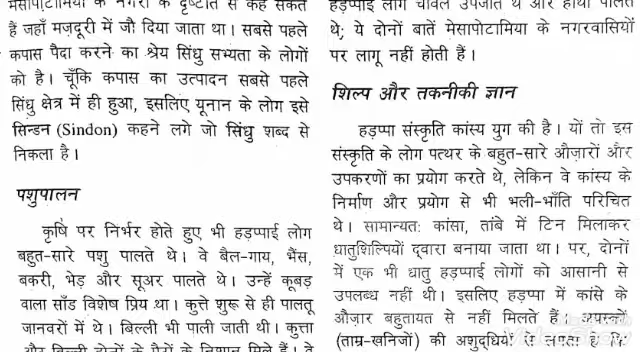 मेसोपोटामिया के नगरों के दृष्टांत से कह सकते
हैं जहाँ मज़दूरी में जौ दिया जाता था। सबसे पहले
कपास पैदा करने का श्रेय सिंधु सभ्यता के लोगों
को है। चूँकि कपास का उत्पादन सबसे पहले
सिंधु क्षेत्र में ही हुआ, इसलिए यूनान के लोग इसे
सिन्डन (Sindon) कहने लगे जो सिंधु शब्द से
निकला है।
पशुपालन
कृषि पर निर्भर होते हुए भी हड़प्पाई लोग
बहुत-सारे पशु पालते थे। वे बैल-गाय, भैंस,
बकरी, भेड़ और सूअर पालते थे। उन्हें कूबड़
वाला साँड विशेष प्रिय था। कुत्ते शुरू से ही पालतू
जानवरों में थे। बिल्ली भी पाली जाती थी। कुत्ता
और बिल्ली दोनों के पैरों के निशान मिले हैं। वे
हड़प्पाई लोग चावल उपजाते थे और हाथी पालते
थे; ये दोनों बातें मेसापोटामिया के नगरवासियों
पर लागू नहीं होती हैं।
शिल्प और तकनीकी ज्ञान
हड़प्पा संस्कृति कांस्य युग की है। यों तो इस
संस्कृति के लोग पत्थर के बहुत-सारे औज़ारों और
उपकरणों का प्रयोग करते थे, लेकिन वे कांस्य के
निर्माण और प्रयोग से भी भली-भाँति परिचित
थे। सामान्यतः कांसा, तांबे में टिन मिलाकर
धातुशिल्पियों द्वारा बनाया जाता था। पर, दोनों
में एक भी धातु हड़प्पाई लोगों को आसानी से
उपलब्ध नहीं थी। इसलिए हड़प्पा में कांसे के
औज़ार बहुतायत से नहीं मिलते हैं। अयस्कों
(ताम्र-खनिजों) की अशुद्धियों से लगता है कि